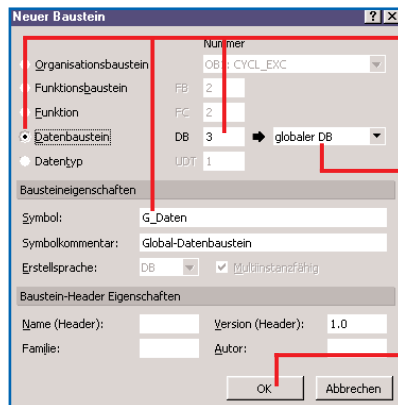 Neuer Baustein
Nummer
Organisationsbaustein OB1: CYCL_EXC
Funktionsbaustein FB 2
Funktion FC 2
Datenbaustein DB 3 globaler DB
Datentyp UDT 1
Bausteineigenschaften
Symbol: G_Daten
Symbolkommentar: Global-Datenbaustein
Erstellsprache: DB Multiinstanzfähig
Baustein-Header Eigenschaften
Name (Header): Version (Header): 1.0
Familie: Autor:
OK Abbrechen